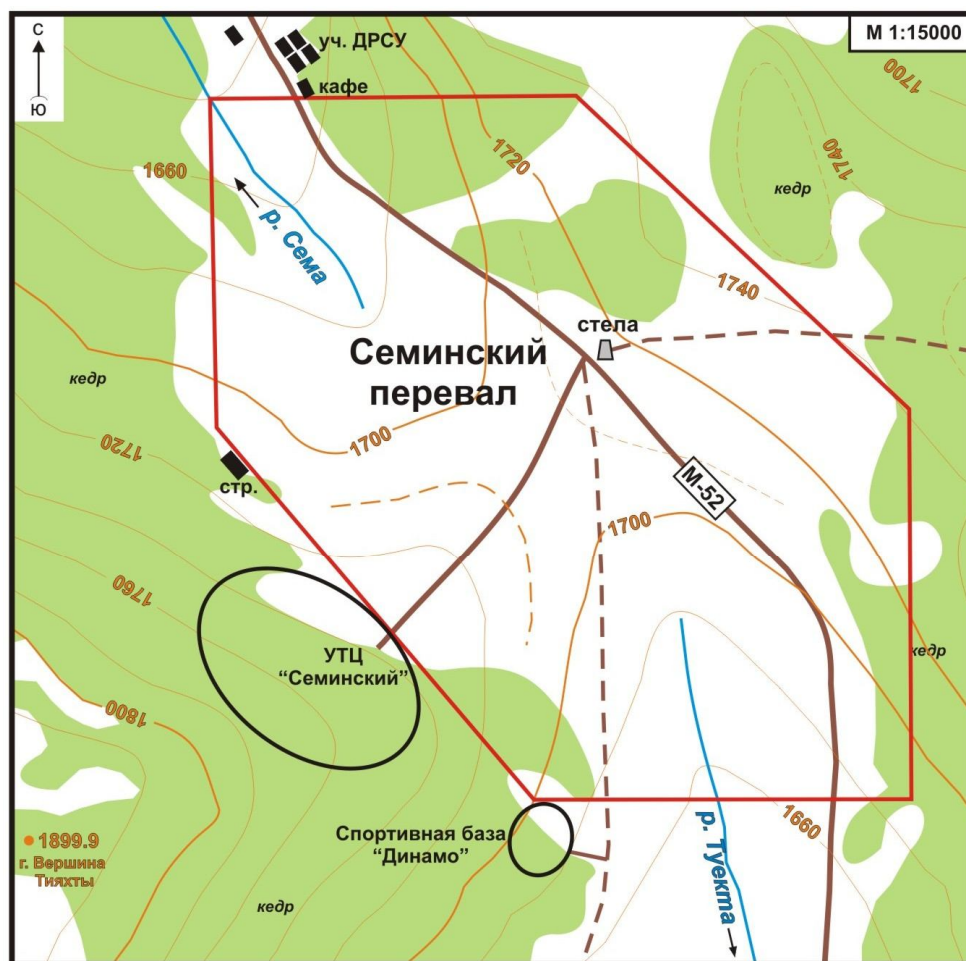 С
Ю
М 1:15000
уч. ДРСУ
кафе
1700
1720
1740
1660
кедр
р. Сема
1740
стела
Семинский
перевал
кедр
1700
1720
стр.
М-52
1700
1760
УТЦ
“Семинский”
кедр
1800
1660
Спортивная база
“Динамо”
1899.9
г. Вершина
Тияхты
р. Туекта
кедр